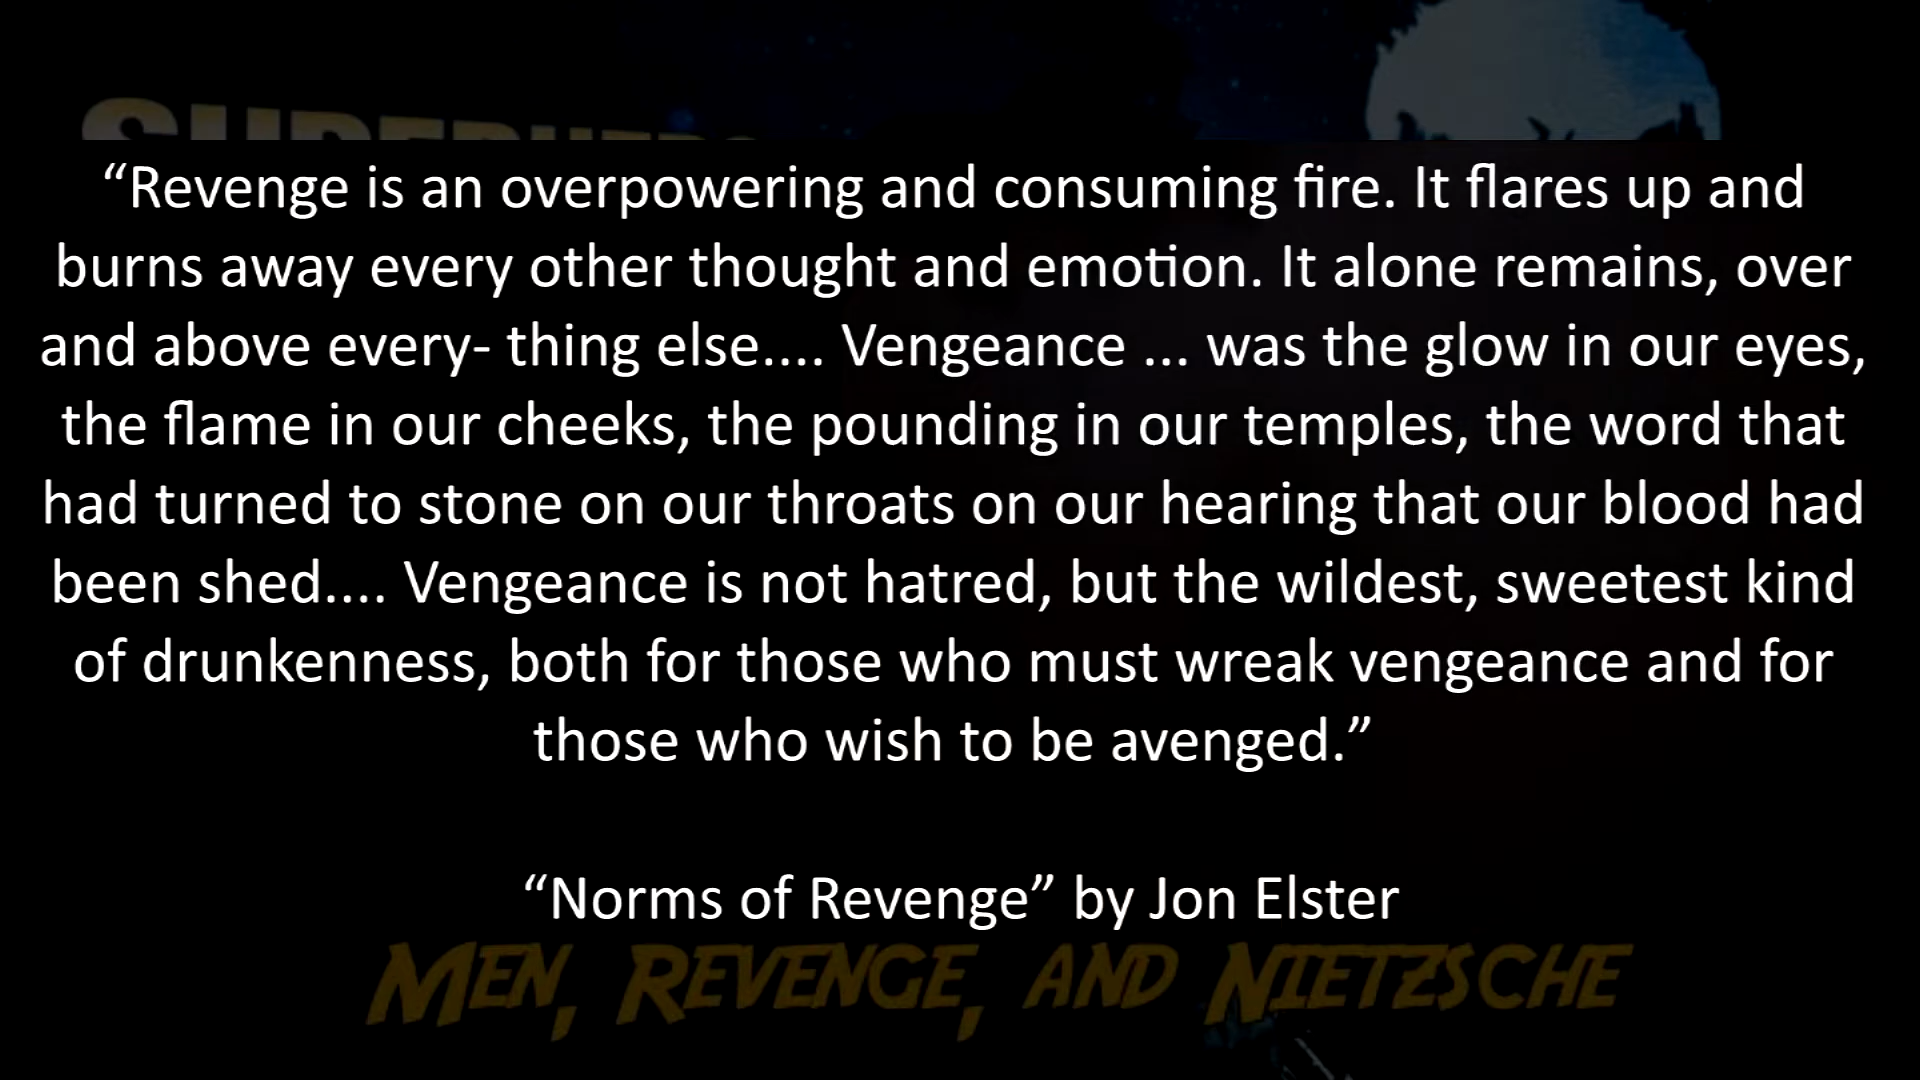 SUPERHERO
“Revenge is an overpowering and consuming fire. It flares up and
burns away every other thought and emotion. It alone remains, over
and above every- thing else.... Vengeance ... was the glow in our eyes,
the flame in our cheeks, the pounding in our temples, the word that
had turned to stone on our throats on our hearing that our blood had
been shed.... Vengeance is not hatred, but the wildest, sweetest kind
of drunkenness, both for those who must wreak vengeance and for
those who wish to be avenged.”
“Norms of Revenge” by Jon Elster
MEN, REVENGE, AND NIETZSCHE